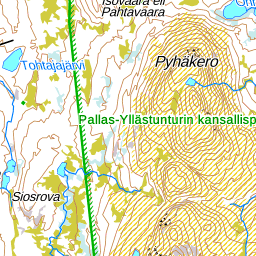 Isovaara eli
Pahtavaara
Pyhäkero
Tohtajajärvi
Pallas-Yllästunturin kansallisp
Siosrova